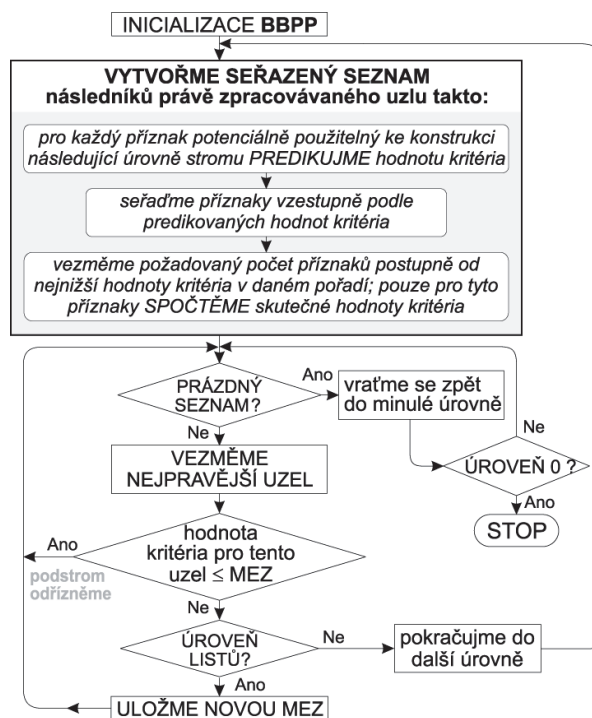 INICIALIZACE BBPP
VYTVOŘME SEŘAZENÝ SEZNAM
následníků právě zpracovávaného uzlu takto:
pro každý příznak potenciálně použitelný ke konstrukci
následující úrovně stromu PREDIKUJME hodnotu kritéria
seřaďme příznaky vzestupně podle
predikovaných hodnot kritéria
vezměme požadovaný počet příznaků postupně od
nejnižší hodnoty kritéria v daném pořadí; pouze pro tyto
příznaky SPOČTĚME skutečné hodnoty kritéria
PRÁZDNÝ
SEZNAM?
Ano
vraťme se zpět
do minulé úrovně
Ne
Ne
VEZMĚME
NEJPRAVĚJŠÍ UZEL
ÚROVEŇ 0 ?
Ano
STOP
hodnota
kritéria pro tento
uzel ≤ MEZ
Ano
podstrom
odřízněme
Ne
ÚROVEŇ
LISTŮ?
Ne
pokračujme do
další úrovně
Ano
ULOŽME NOVOU MEZ